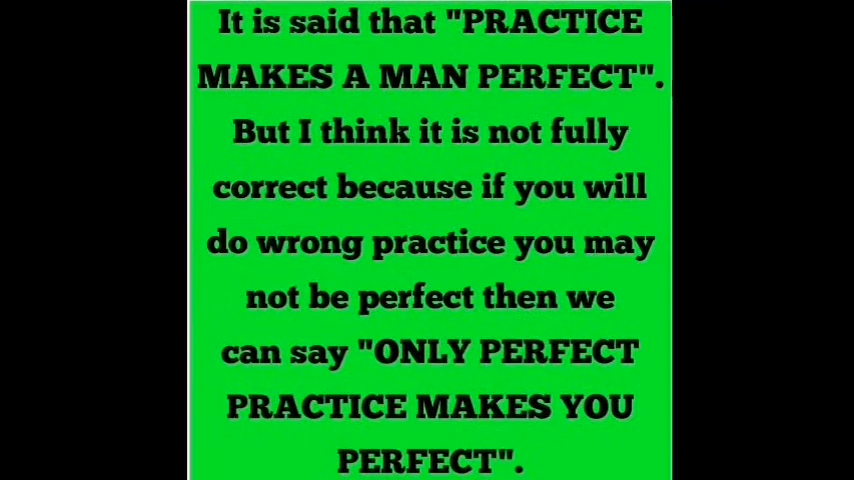 It is said that "PRACTICE
MAKES A MAN PERFECT".
But I think it is not fully
correct because if you will
do wrong practice you may
not be perfect then we
can say "ONLY PERFECT
PRACTICE MAKES YOU
PERFECT".